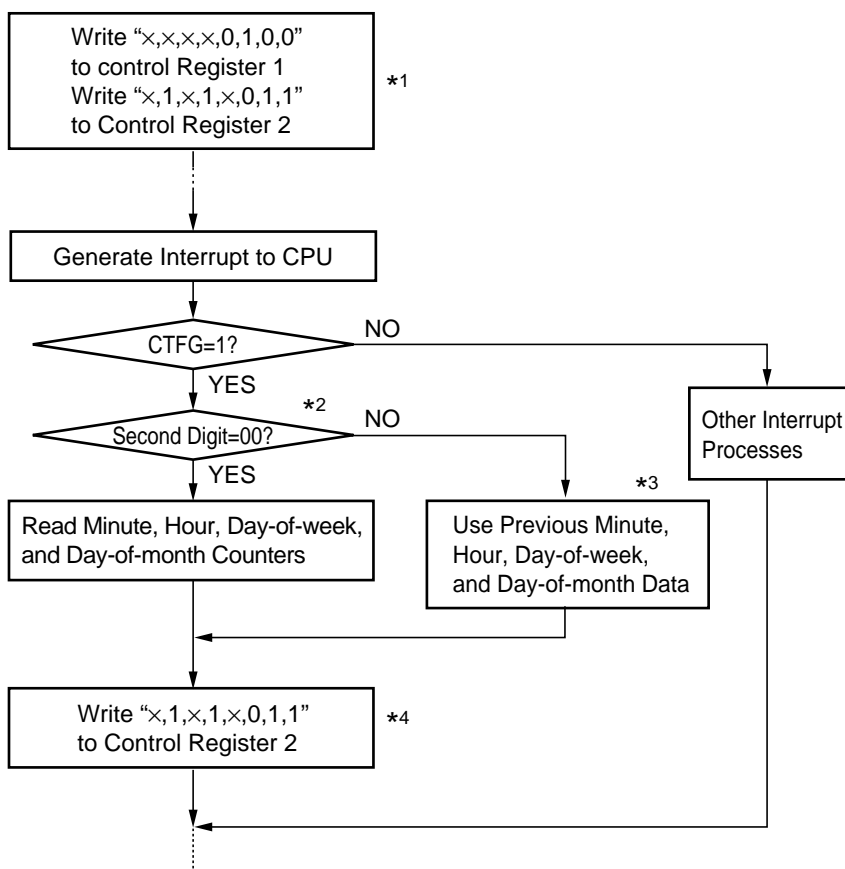 Write “×,×,×,×,0,1,0,0”
to control Register 1
Write “×,1,×,1,×,0,1,1”
to Control Register 2
*1
Generate Interrupt to CPU
CTFG=1?
NO
YES
*2
Second Digit=00?
NO
YES
Other Interrupt
Processes
*3
Read Minute, Hour, Day-of-week,
and Day-of-month Counters
Use Previous Minute,
Hour, Day-of-week,
and Day-of-month Data
Write “×,1,×,1,×,0,1,1”
to Control Register 2
*4